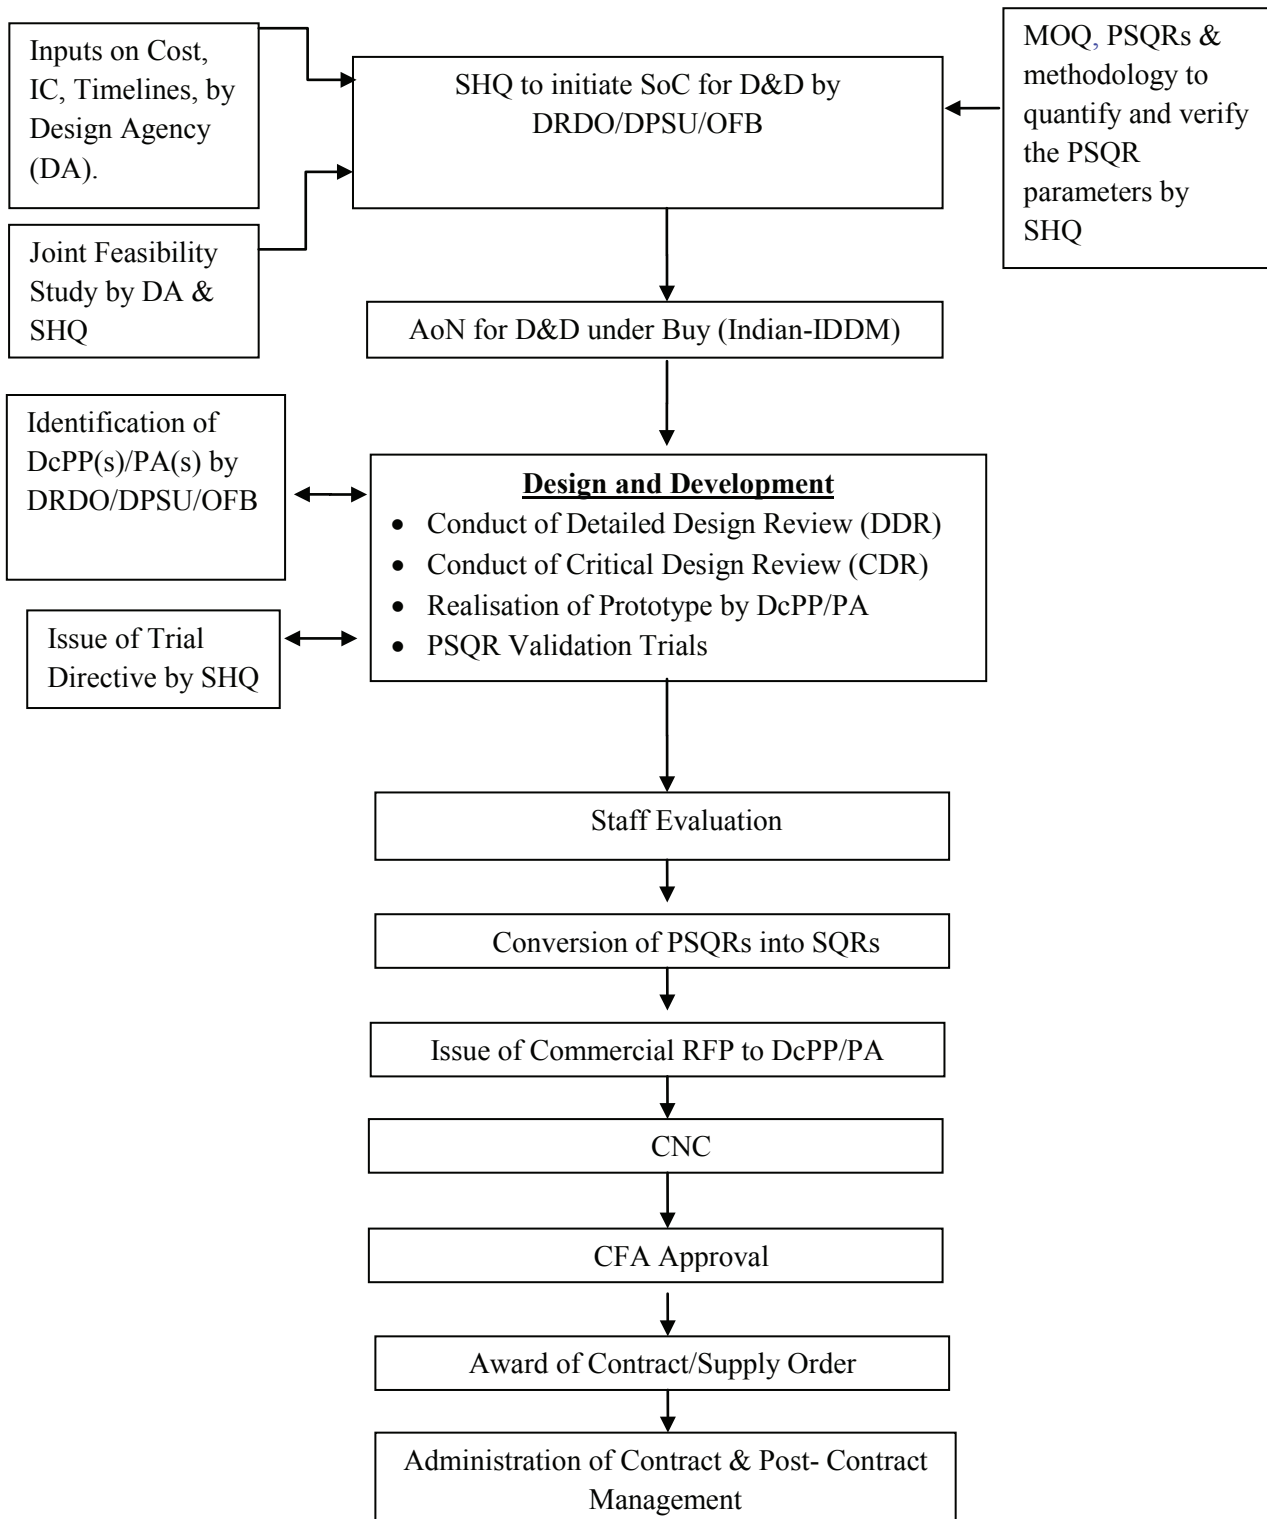 Inputs on Cost,
IC, Timelines, by
Design Agency
(DA).
SHQ to initiate SoC for D&D by
DRDO/DPSU/OFB
MOQ, PSQRs &
methodology to
quantify and verify
the PSQR
parameters by
SHQ
Joint Feasibility
Study by DA &
SHQ
AoN for D&D under Buy (Indian-IDDM)
Identification of
DcPP(s)/PA(s) by
DRDO/DPSU/OFB
Design and Development
• Conduct of Detailed Design Review (DDR)
• Conduct of Critical Design Review (CDR)
• Realisation of Prototype by DcPP/PA
• PSQR Validation Trials
Issue of Trial
Directive by SHQ
Staff Evaluation
Conversion of PSQRs into SQRs
Issue of Commercial RFP to DcPP/PA
CNC
CFA Approval
Award of Contract/Supply Order
Administration of Contract & Post- Contract
Management